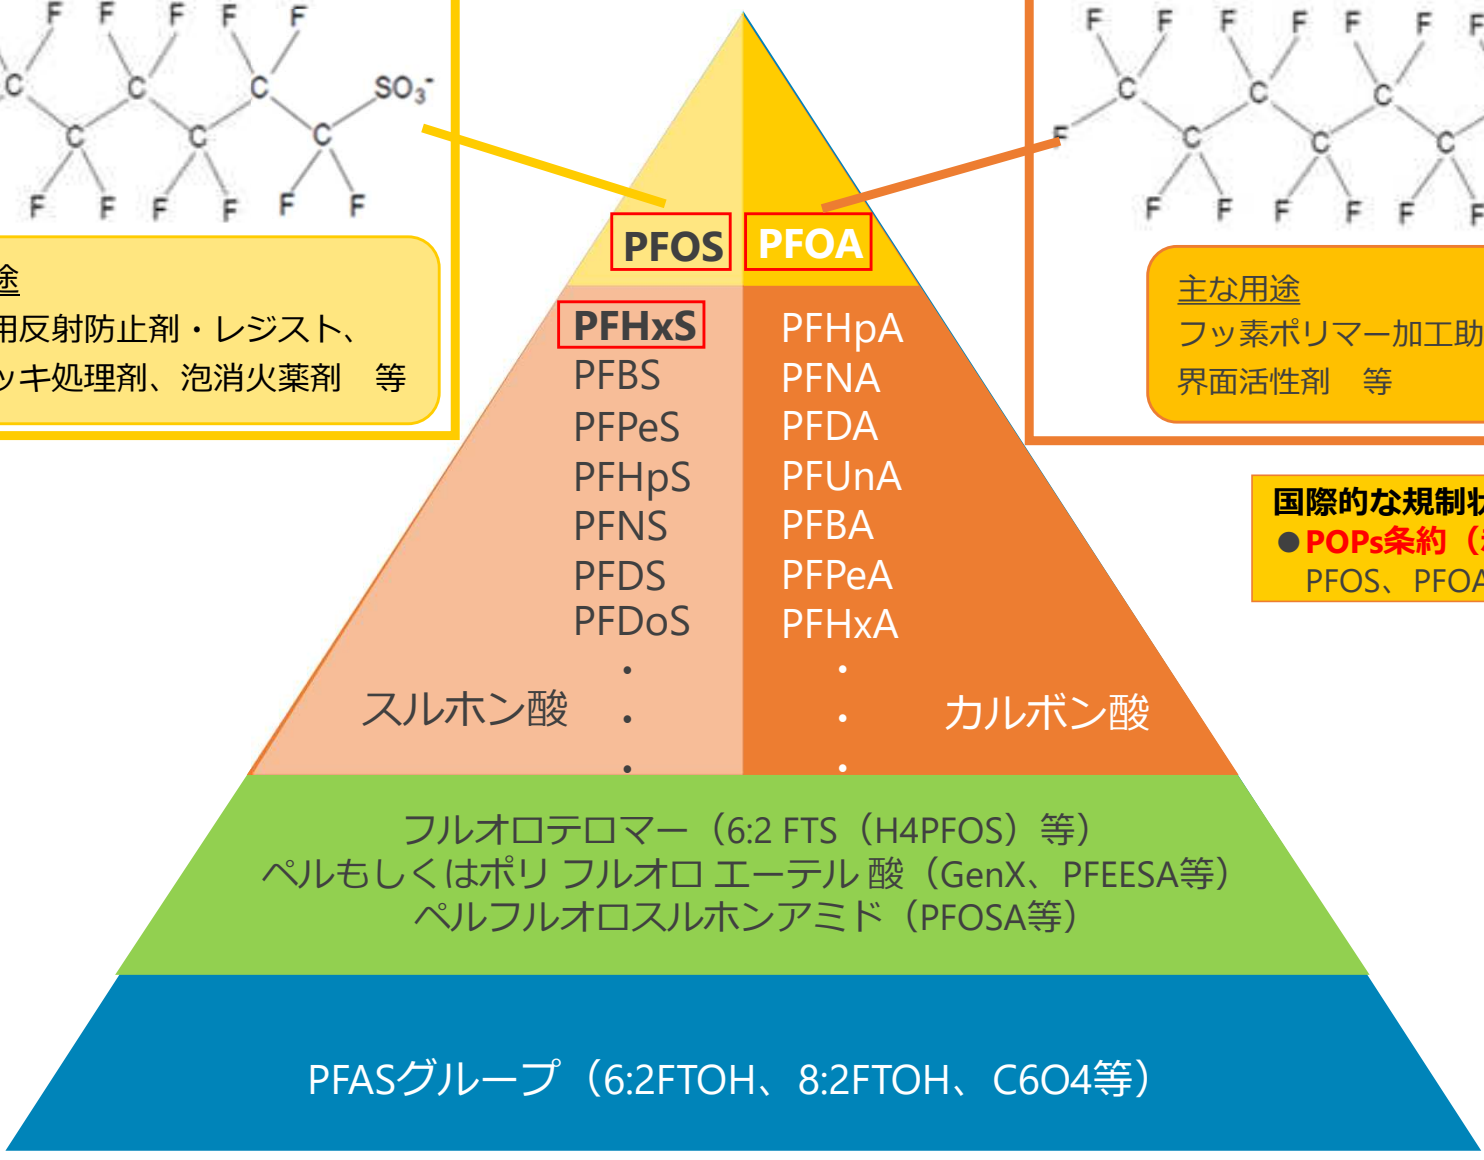 F F F F F
C C C SO₃⁻
C C C
F F F F F F
途
用反射防止剤・レジスト、
ッキ処理剤、泡消火薬剤　等
F F F F F F F
C C C
F C C C
F F F F F F
主な用途
フッ素ポリマー加工助
界面活性剤　等
国際的な規制状
●POPs条約（
PFOS、PFOA
PFOS PFOA
PFHxS PFHpA
PFBS PFNA
PFPeS PFDA
PFHpS PFUnA
PFNS PFBA
PFDS PFPeA
PFDoS PFHxA
・ ・
スルホン酸 ・ ・ カルボン酸
・ ・
フルオロテロマー（6:2 FTS（H4PFOS）等）
ペルもしくはポリ フルオロ エーテル 酸（GenX、PFEESA等）
ペルフルオロスルホンアミド（PFOSA等）
PFASグループ（6:2FTOH、8:2FTOH、C6O4等）